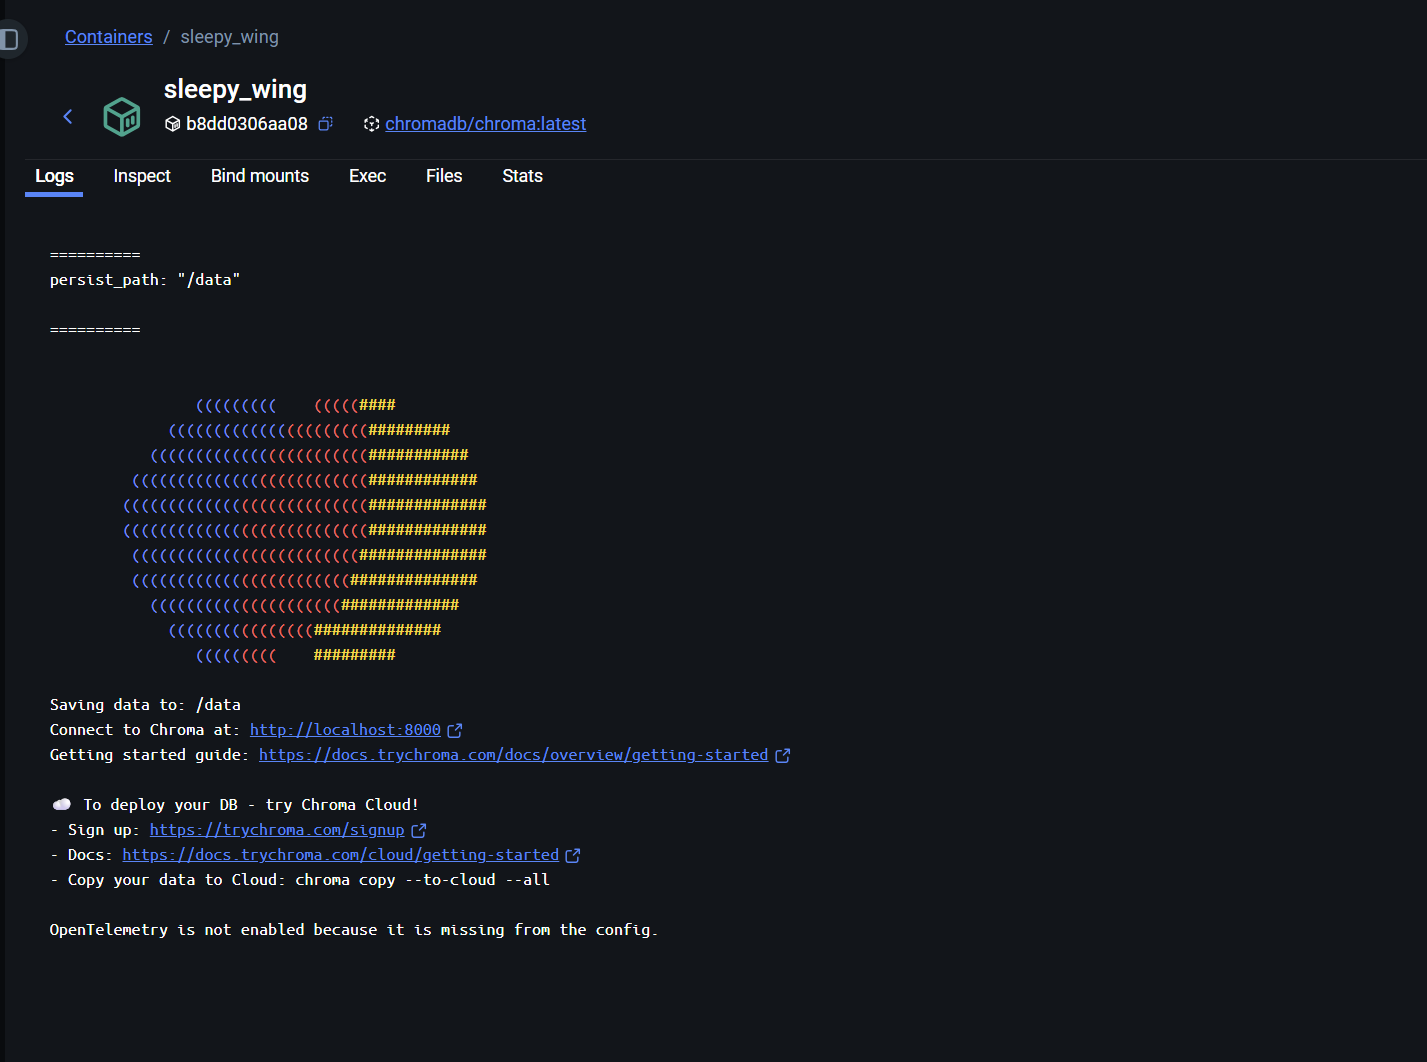 Containers / sleepy_wing
sleepy_wing
b8dd0306aa08 chromadb/chroma:latest
Logs Inspect Bind mounts Exec Files Stats
==========
persist_path: "/data"
==========
(((((((((    (((((####
((((((((((((((((((((((#########
((((((((((((((((((((((((###########
((((((((((((((((((((((((((############
(((((((((((((((((((((((((((#############
(((((((((((((((((((((((((((#############
(((((((((((((((((((((((((##############
((((((((((((((((((((((((##############
(((((((((((((((((((((#############
((((((((((((((((##############
(((((((((    #########
Saving data to: /data
Connect to Chroma at: http://localhost:8000
Getting started guide: https://docs.trychroma.com/docs/overview/getting-started
☁️ To deploy your DB - try Chroma Cloud!
- Sign up: https://trychroma.com/signup
- Docs: https://docs.trychroma.com/cloud/getting-started
- Copy your data to Cloud: chroma copy --to-cloud --all
OpenTelemetry is not enabled because it is missing from the config.